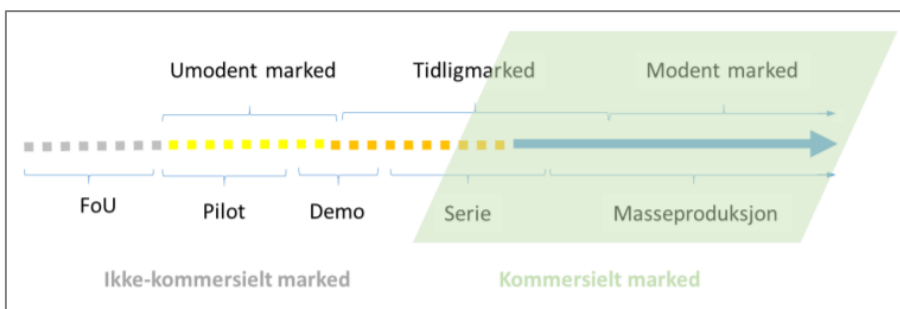 Umodent marked
Tidligmarked
Modent marked
FoU
Pilot
Demo
Serie
Masseproduksjon
Ikke-kommersielt marked
Kommersielt marked